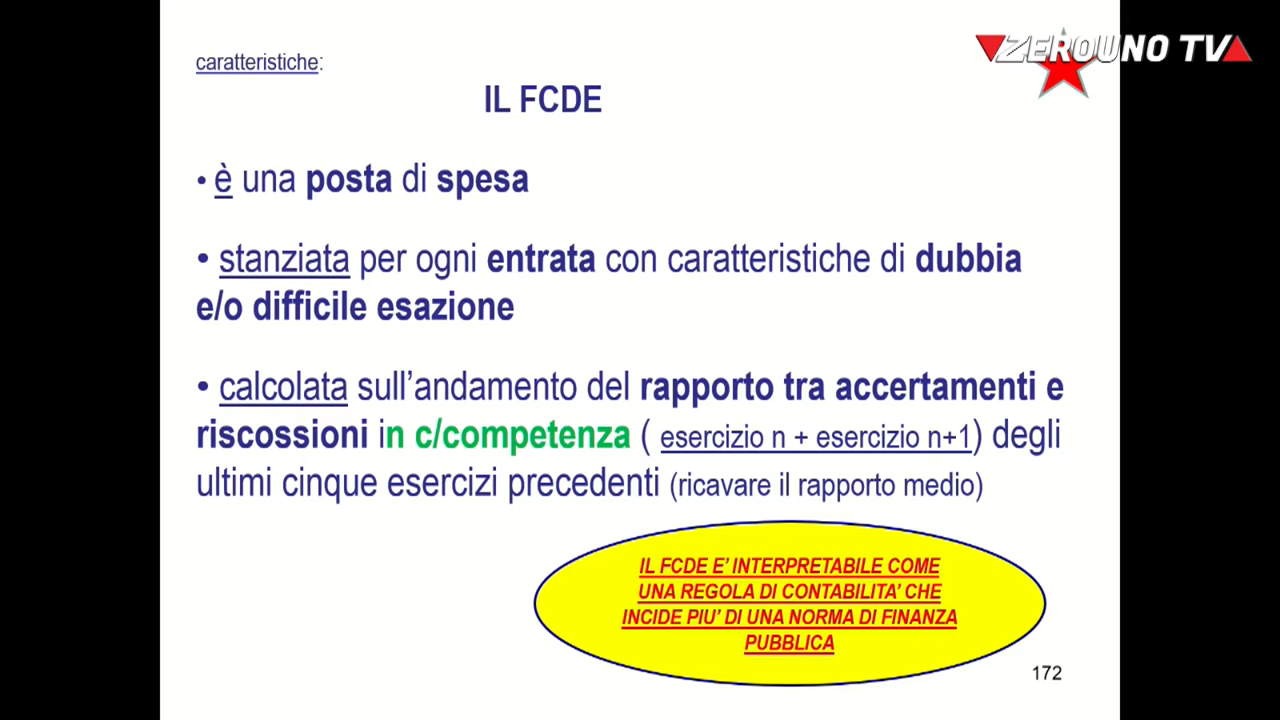 ZEROUNO TV
caratteristiche:
IL FCDE
• è una posta di spesa
• stanziata per ogni entrata con caratteristiche di dubbia
e/o difficile esazione
• calcolata sull’andamento del rapporto tra accertamenti e
riscossioni in c/competenza ( esercizio n + esercizio n+1) degli
ultimi cinque esercizi precedenti (ricavare il rapporto medio)
IL FCDE E’ INTERPRETABILE COME
UNA REGOLA DI CONTABILITA’ CHE
INCIDE PIU’ DI UNA NORMA DI FINANZA
PUBBLICA
172